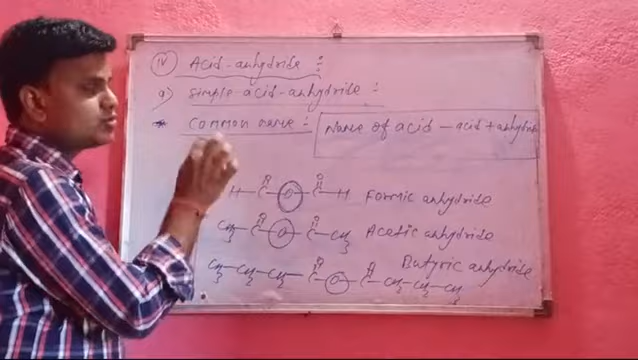 IV Acid-anhydride :
a) Simple acid-anhydride :
* Common name :
Name of acid - acid + anhydride
H-C-O-C-H Formic anhydride
O O
CH3-C-O-C-CH3 Acetic anhydride
O O
CH3-CH2-CH2-C-O-C-CH2-CH2-CH3 Butyric anhydride
O O